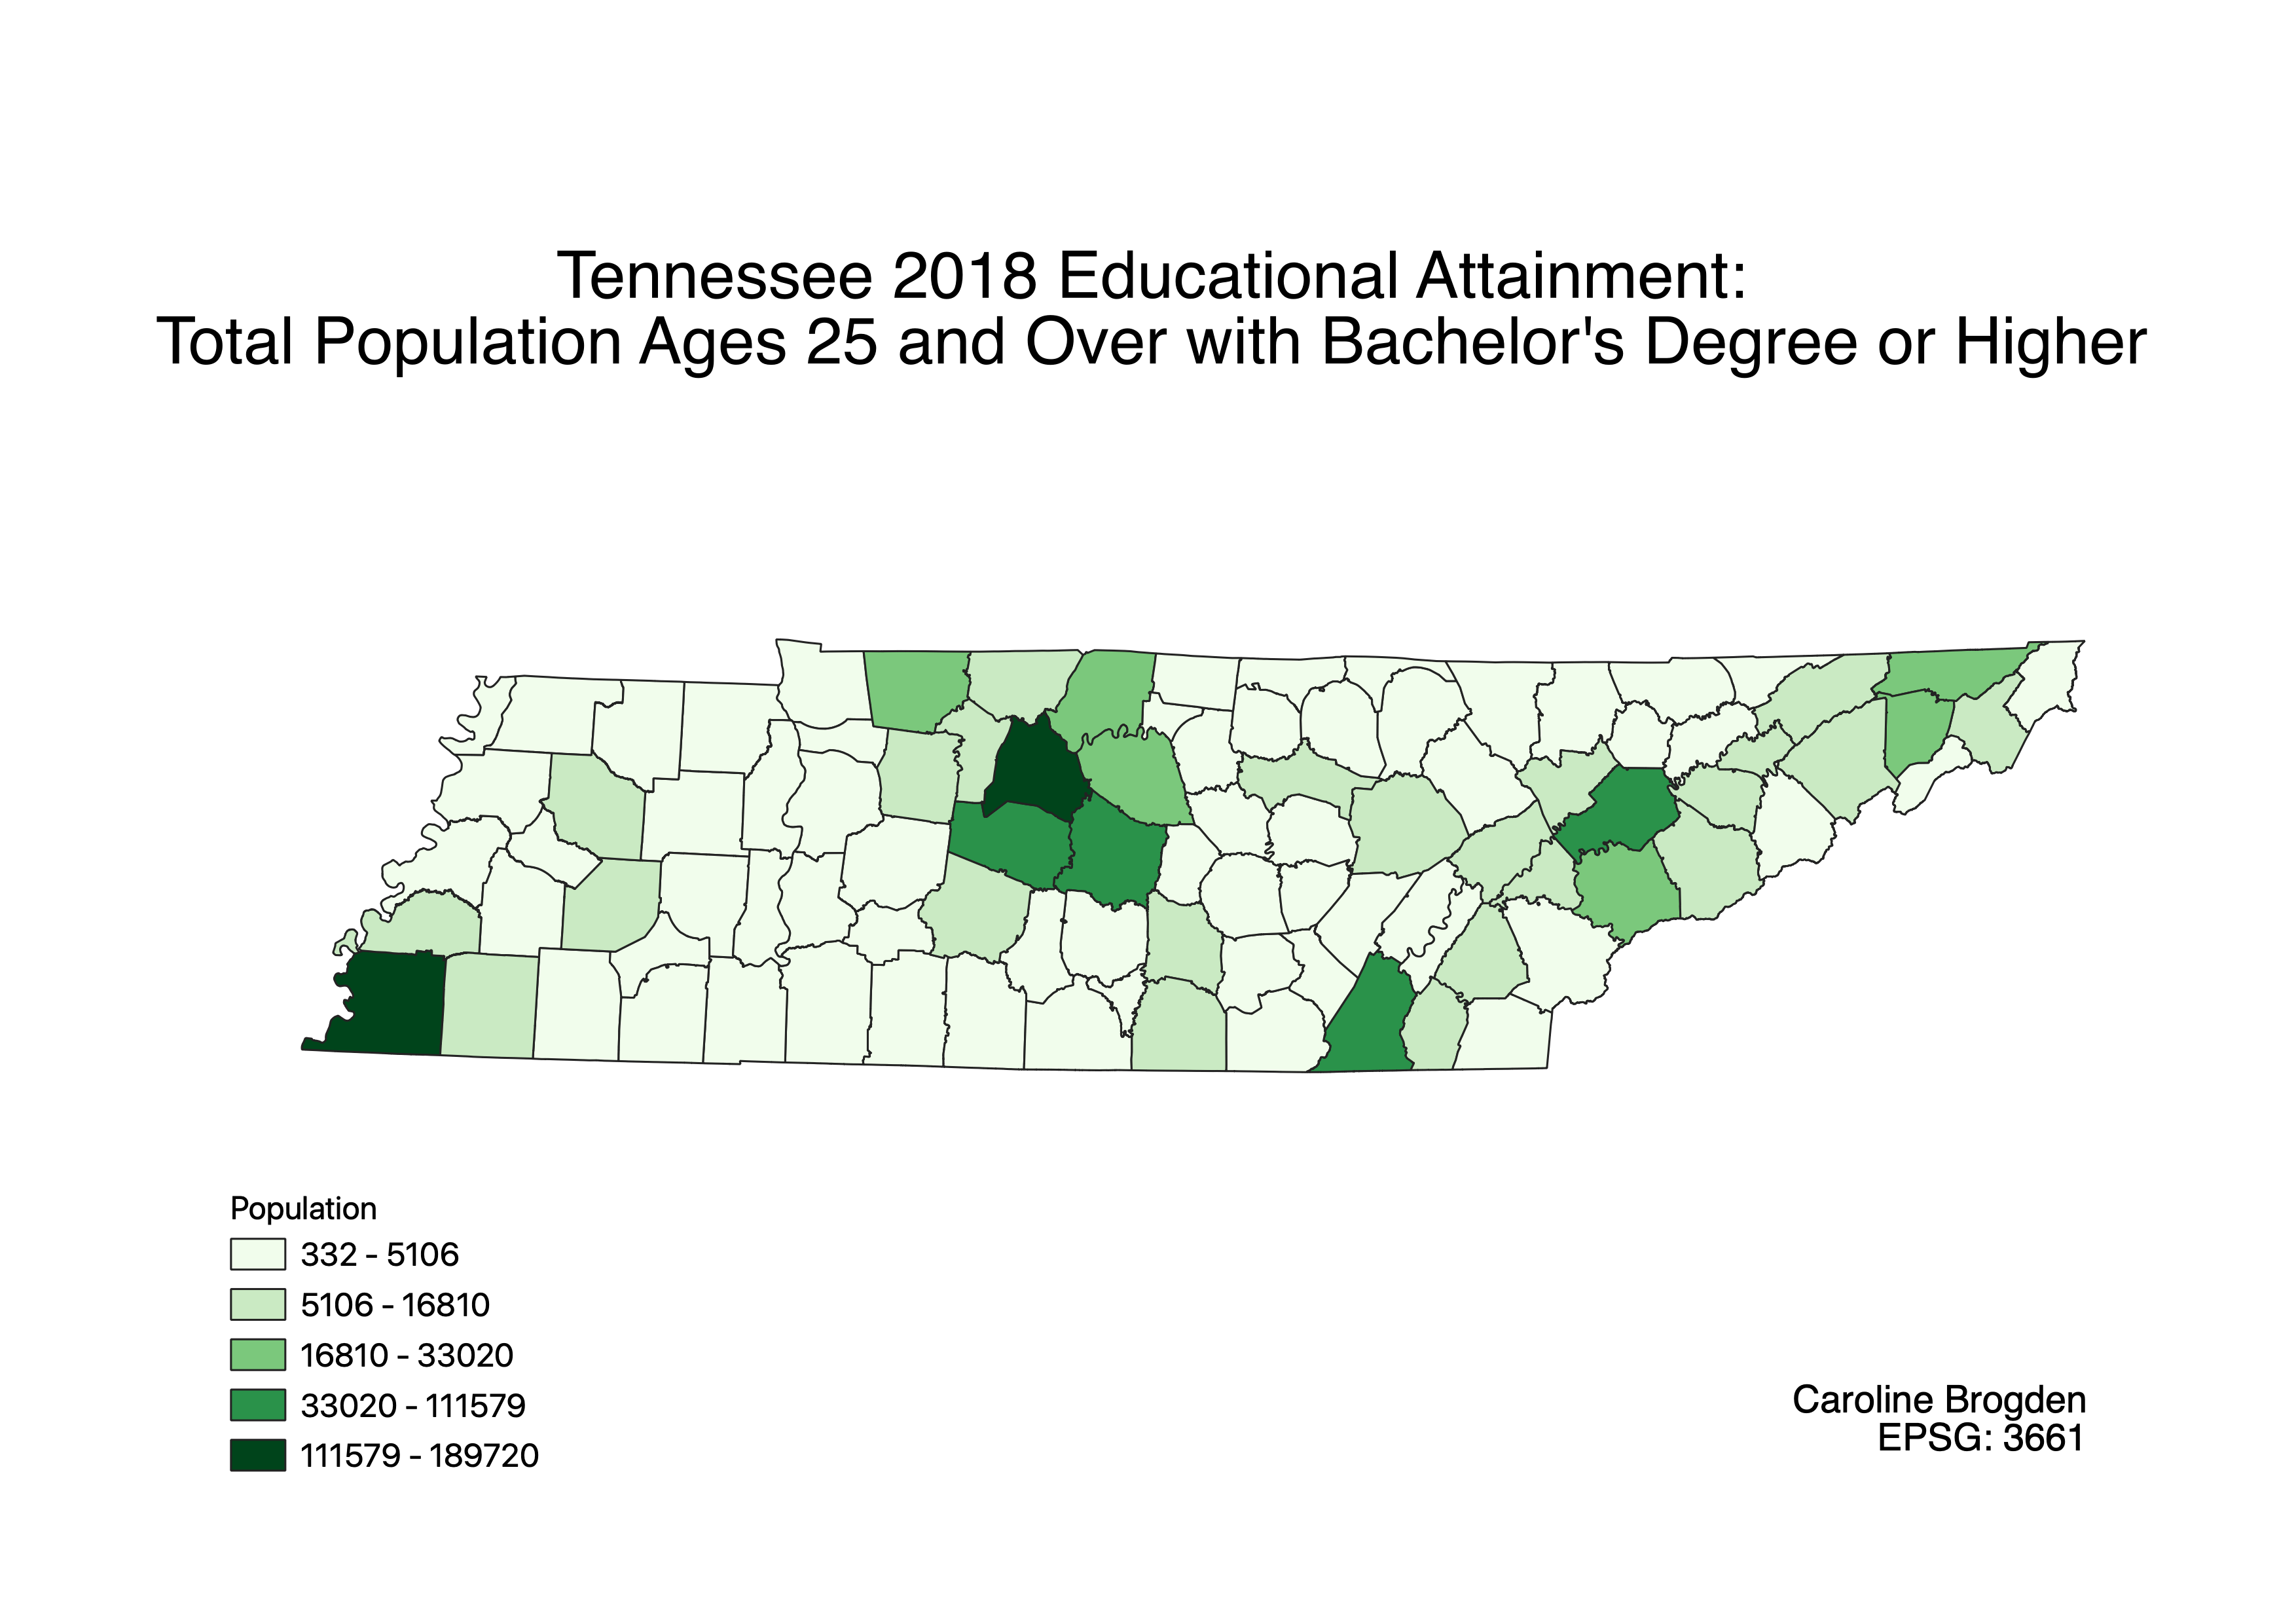 Tennessee 2018 Educational Attainment:
Total Population Ages 25 and Over with Bachelor's Degree or Higher
Population
332 - 5106
5106 - 16810
16810 - 33020
33020 - 111579
111579 - 189720
Caroline Brogden
EPSG: 3661